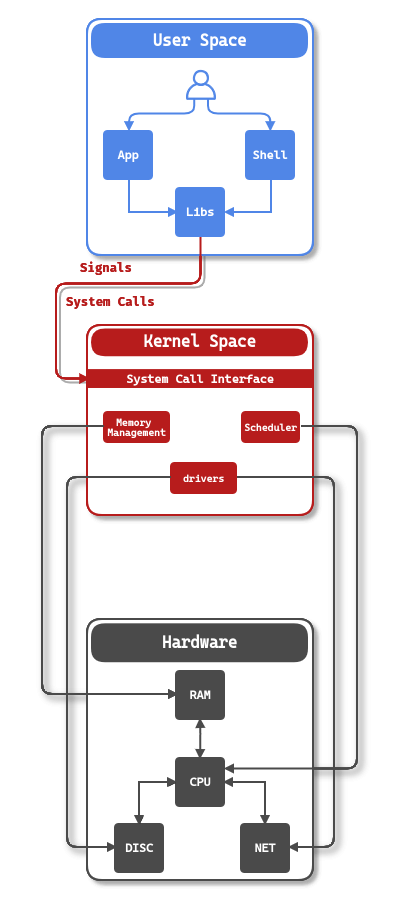 User Space
App
Shell
Libs
Signals
System Calls
Kernel Space
System Call Interface
Memory
Management
Scheduler
drivers
Hardware
RAM
CPU
DISC
NET